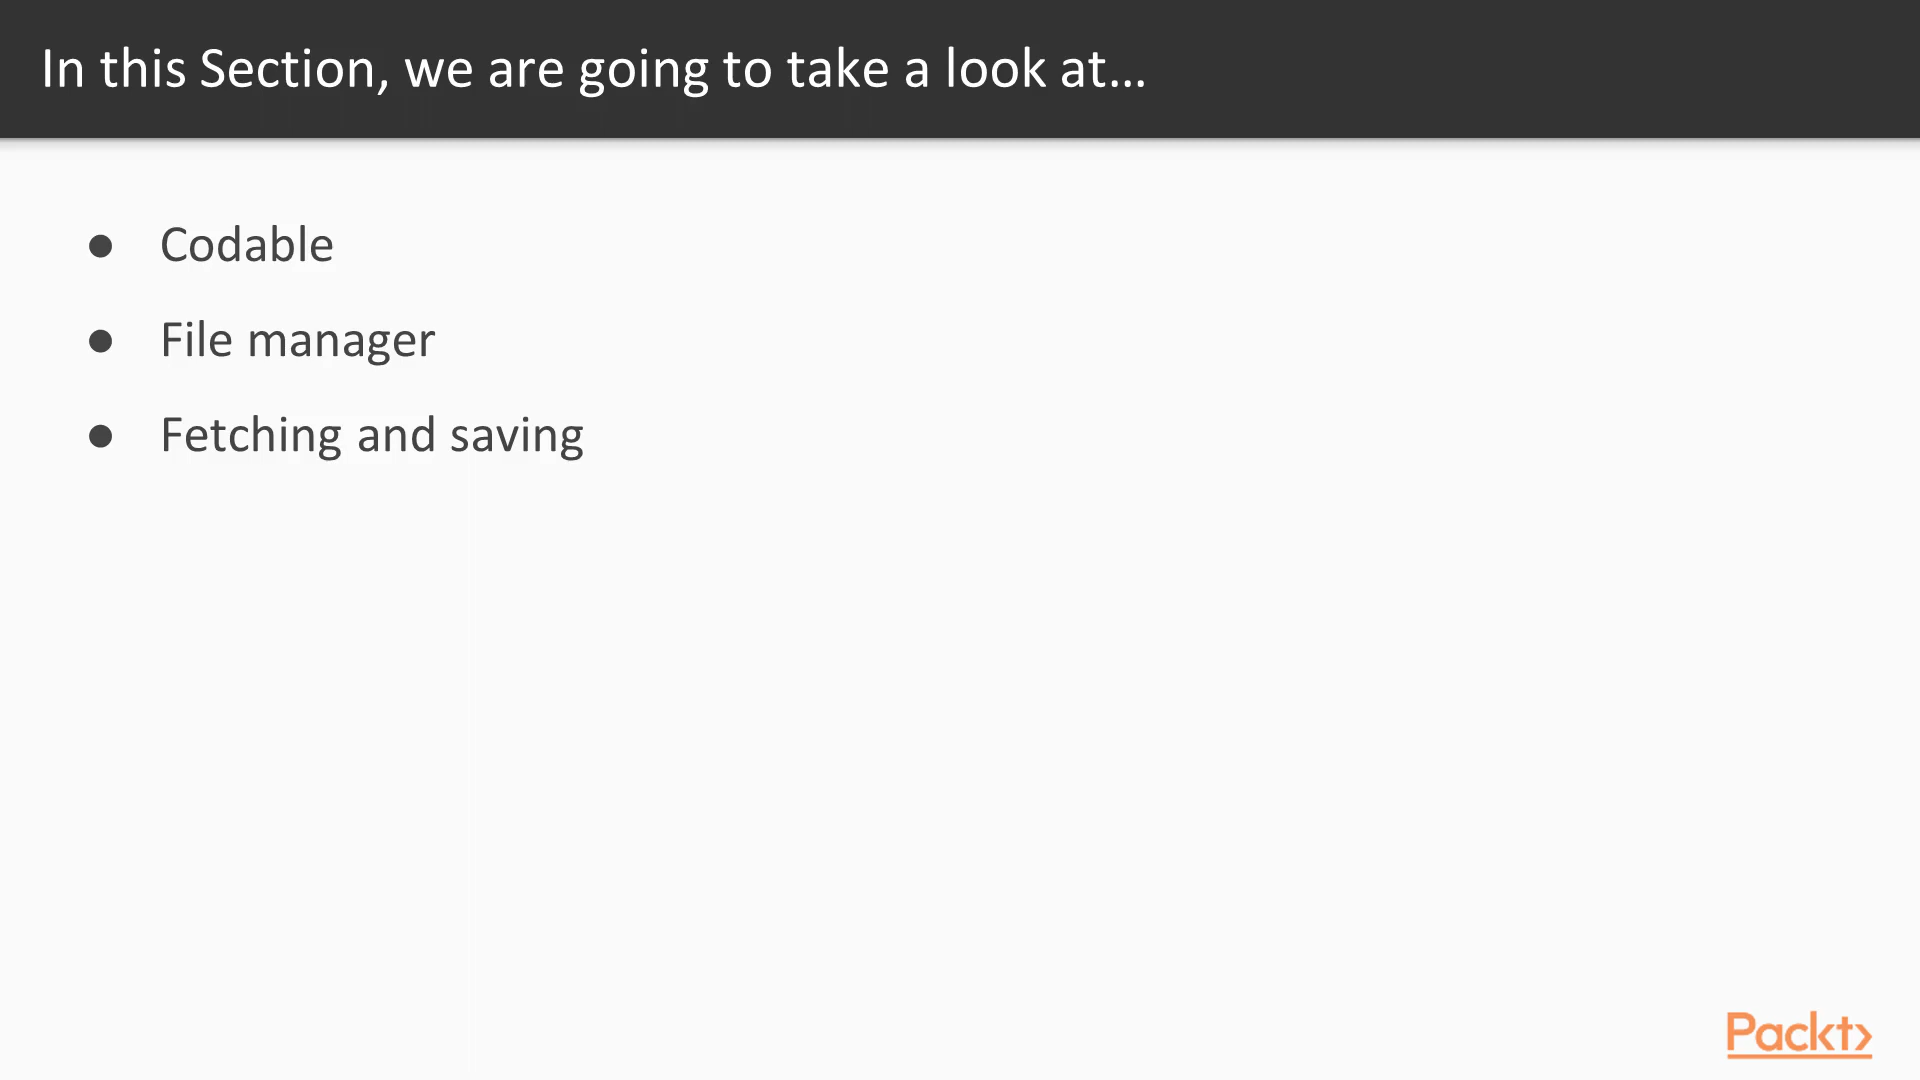 In this Section, we are going to take a look at...
● Codable
● File manager
● Fetching and saving
Packt>